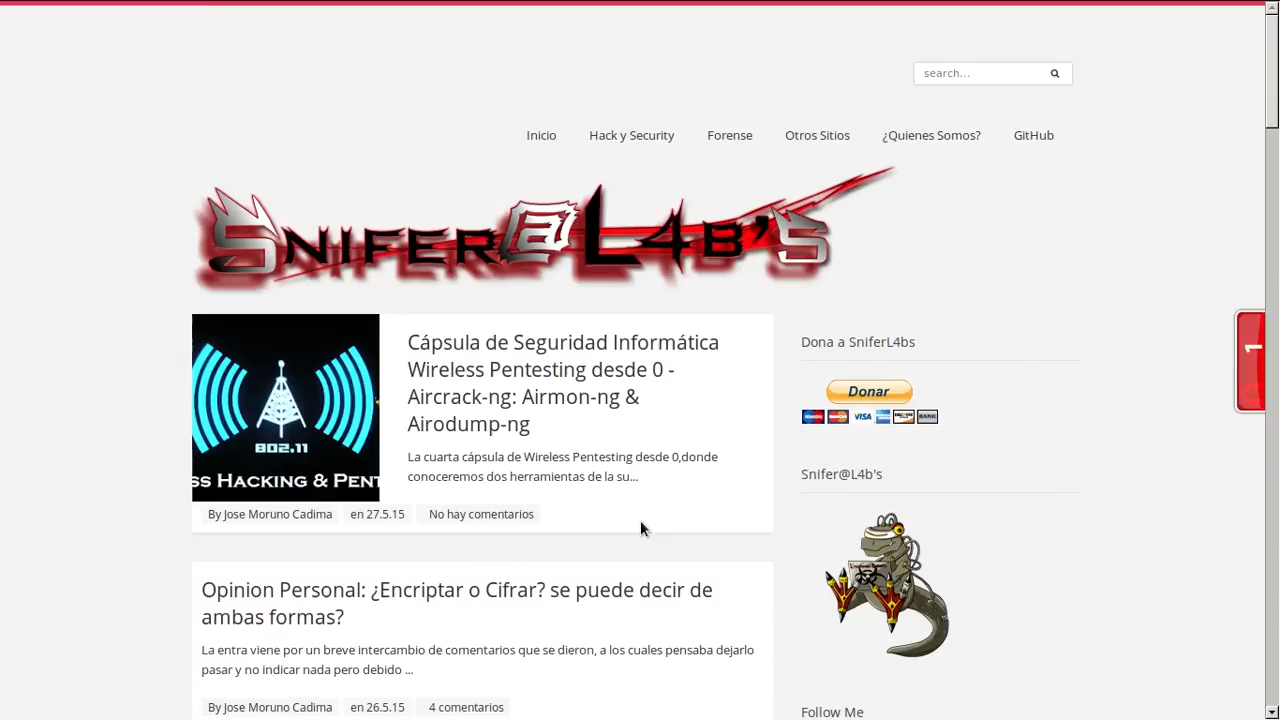 search...
Inicio Hack y Security Forense Otros Sitios ¿Quienes Somos? GitHub
Snifer@L4b's
802.11
ss Hacking & Pent
Cápsula de Seguridad Informática
Wireless Pentesting desde 0 -
Aircrack-ng: Airmon-ng &
Airodump-ng
La cuarta cápsula de Wireless Pentesting desde 0,donde
conoceremos dos herramientas de la su...
By Jose Moruno Cadima en 27.5.15 No hay comentarios
Opinion Personal: ¿Encriptar o Cifrar? se puede decir de
ambas formas?
La entra viene por un breve intercambio de comentarios que se dieron, a los cuales pensaba dejarlo
pasar y no indicar nada pero debido ...
By Jose Moruno Cadima en 26.5.15 4 comentarios
Dona a SniferL4bs
Donar
VISA
BANK
Snifer@L4b's
Follow Me
1